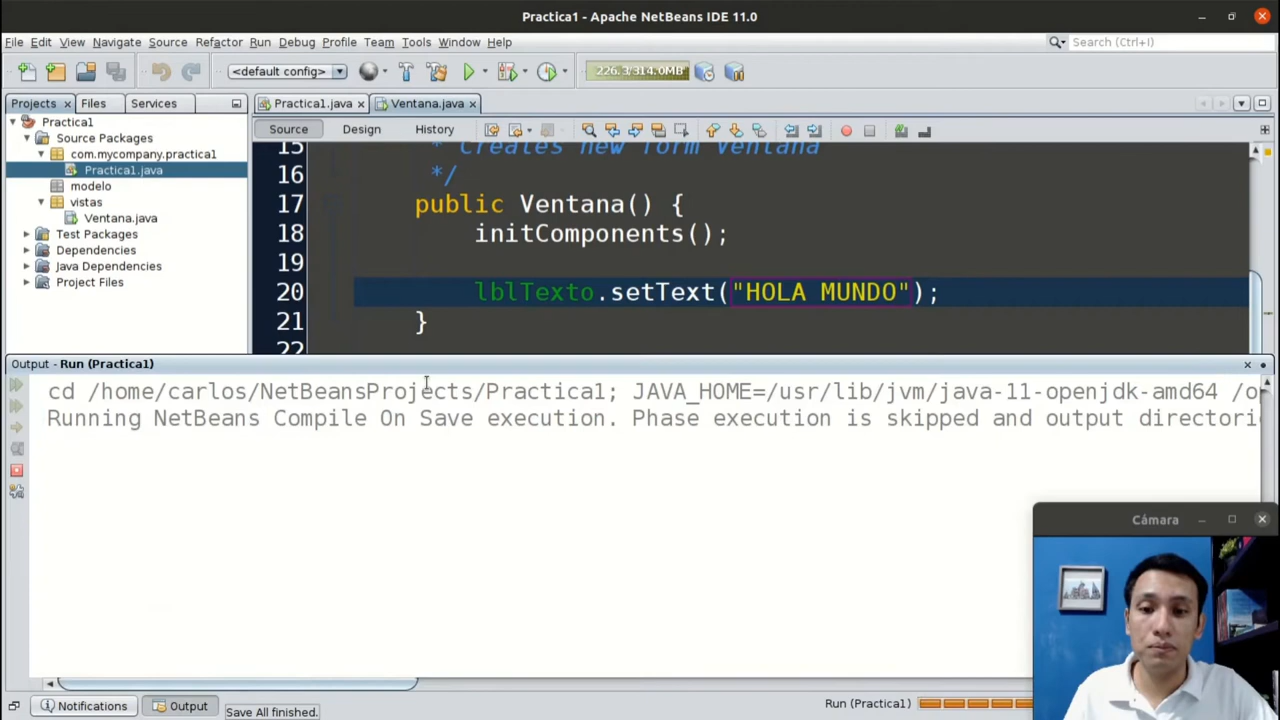 Practica1 - Apache NetBeans IDE 11.0
File Edit View Navigate Source Refactor Run Debug Profile Team Tools Window Help
Search (Ctrl+I)
<default config>
226.3/314.0MB
Projects Files Services
Practica1.java Ventana.java
Source Design History
Practica1
Source Packages
com.mycompany.practica1
Practica1.java
modelo
vistas
Ventana.java
Test Packages
Dependencies
Java Dependencies
Project Files
15 * Creates new form Ventana
16 */
17 public Ventana() {
18 initComponents();
19
20 lblTexto.setText("HOLA MUNDO");
21 }
22
Output - Run (Practica1)
cd /home/carlos/NetBeansProjects/Practica1; JAVA_HOME=/usr/lib/jvm/java-11-openjdk-amd64 /o
Running NetBeans Compile On Save execution. Phase execution is skipped and output directori
Cámara
Notifications Output Save All finished.
Run (Practica1)